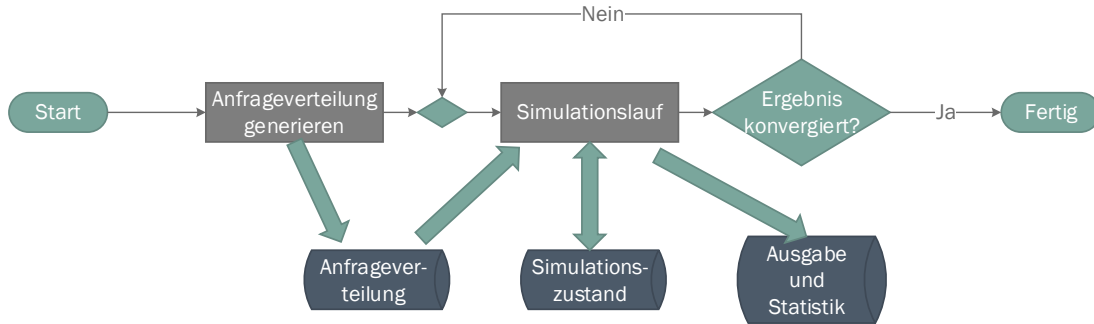 Nein
Start
Anfrageverteilung
generieren
Simulationslauf
Ergebnis
konvergiert?
Ja
Fertig
Anfragever-
teilung
Simulations-
zustand
Ausgabe
und
Statistik